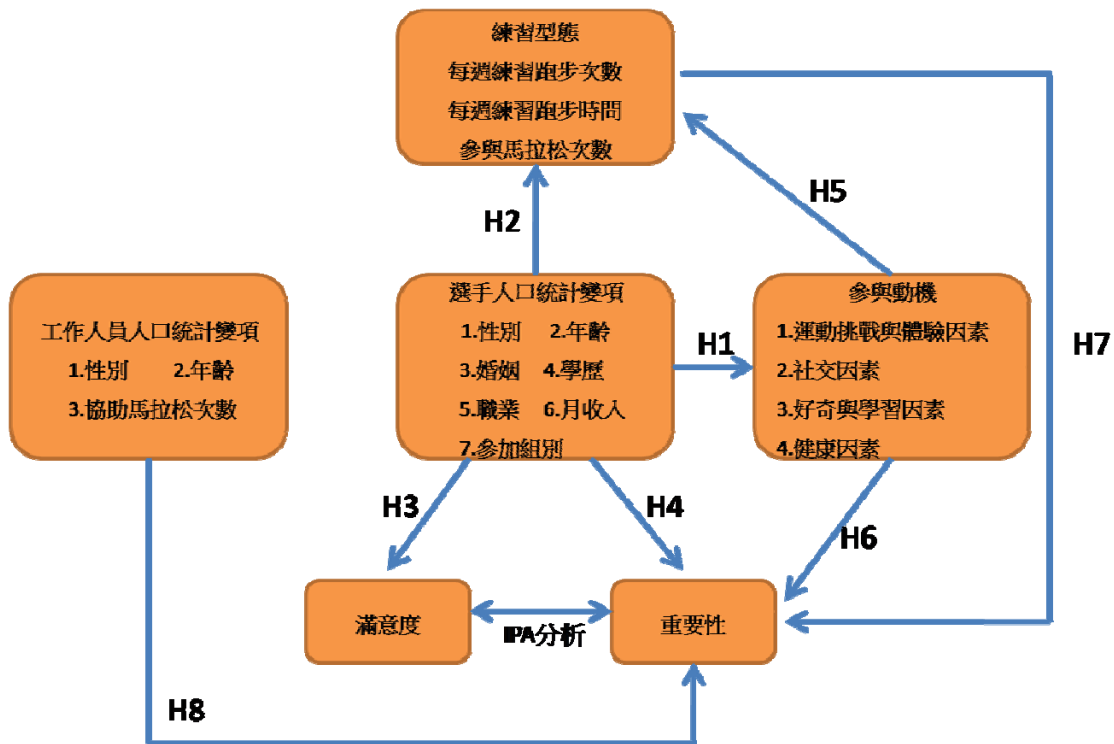 練習型態
每週練習跑步次數
每週練習跑步時間
參與馬拉松次數
H2
H5
工作人員人口統計變項
1.性別 2.年齡
3.協助馬拉松次數
選手人口統計變項
1.性別 2.年齡
3.婚姻 4.學歷
5.職業 6.月收入
7.參加組別
H1
參與動機
1.運動挑戰與體驗因素
2.社交因素
3.好奇與學習因素
4.健康因素
H7
H3
H4
H6
滿意度
IPA分析
重要性
H8